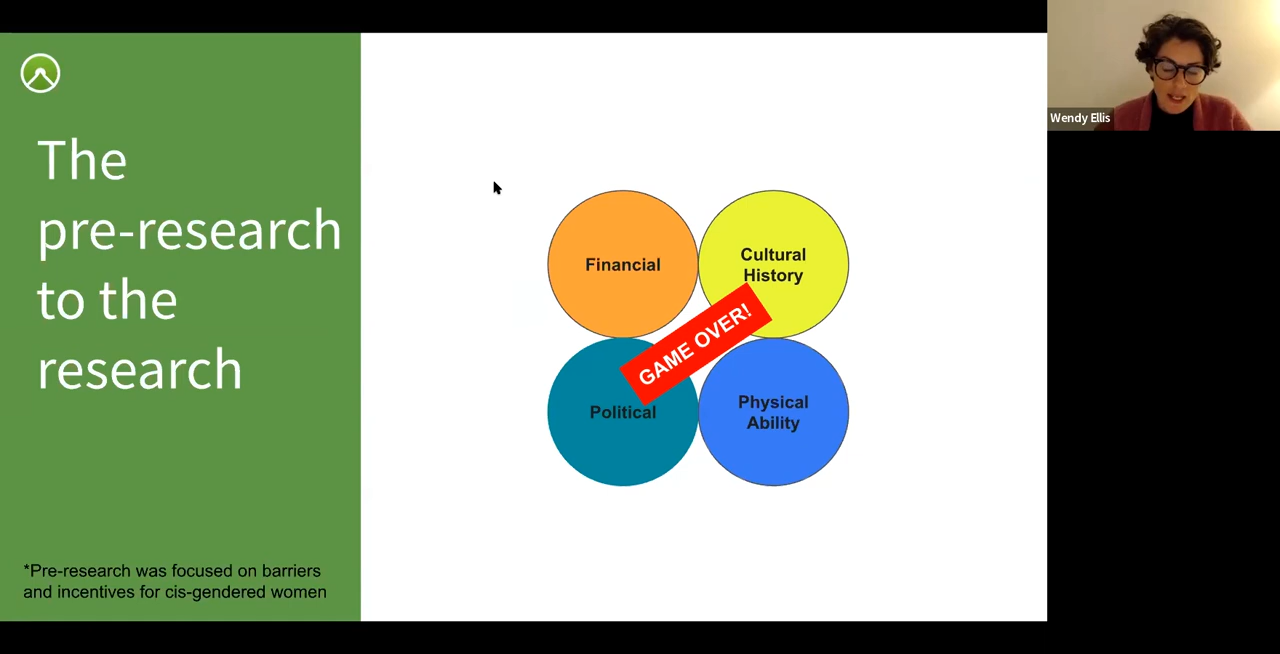 The
pre-research
to the
research
*Pre-research was focused on barriers
and incentives for cis-gendered women
Financial
Cultural
History
GAME OVER!
Political
Physical
Ability
Wendy Ellis